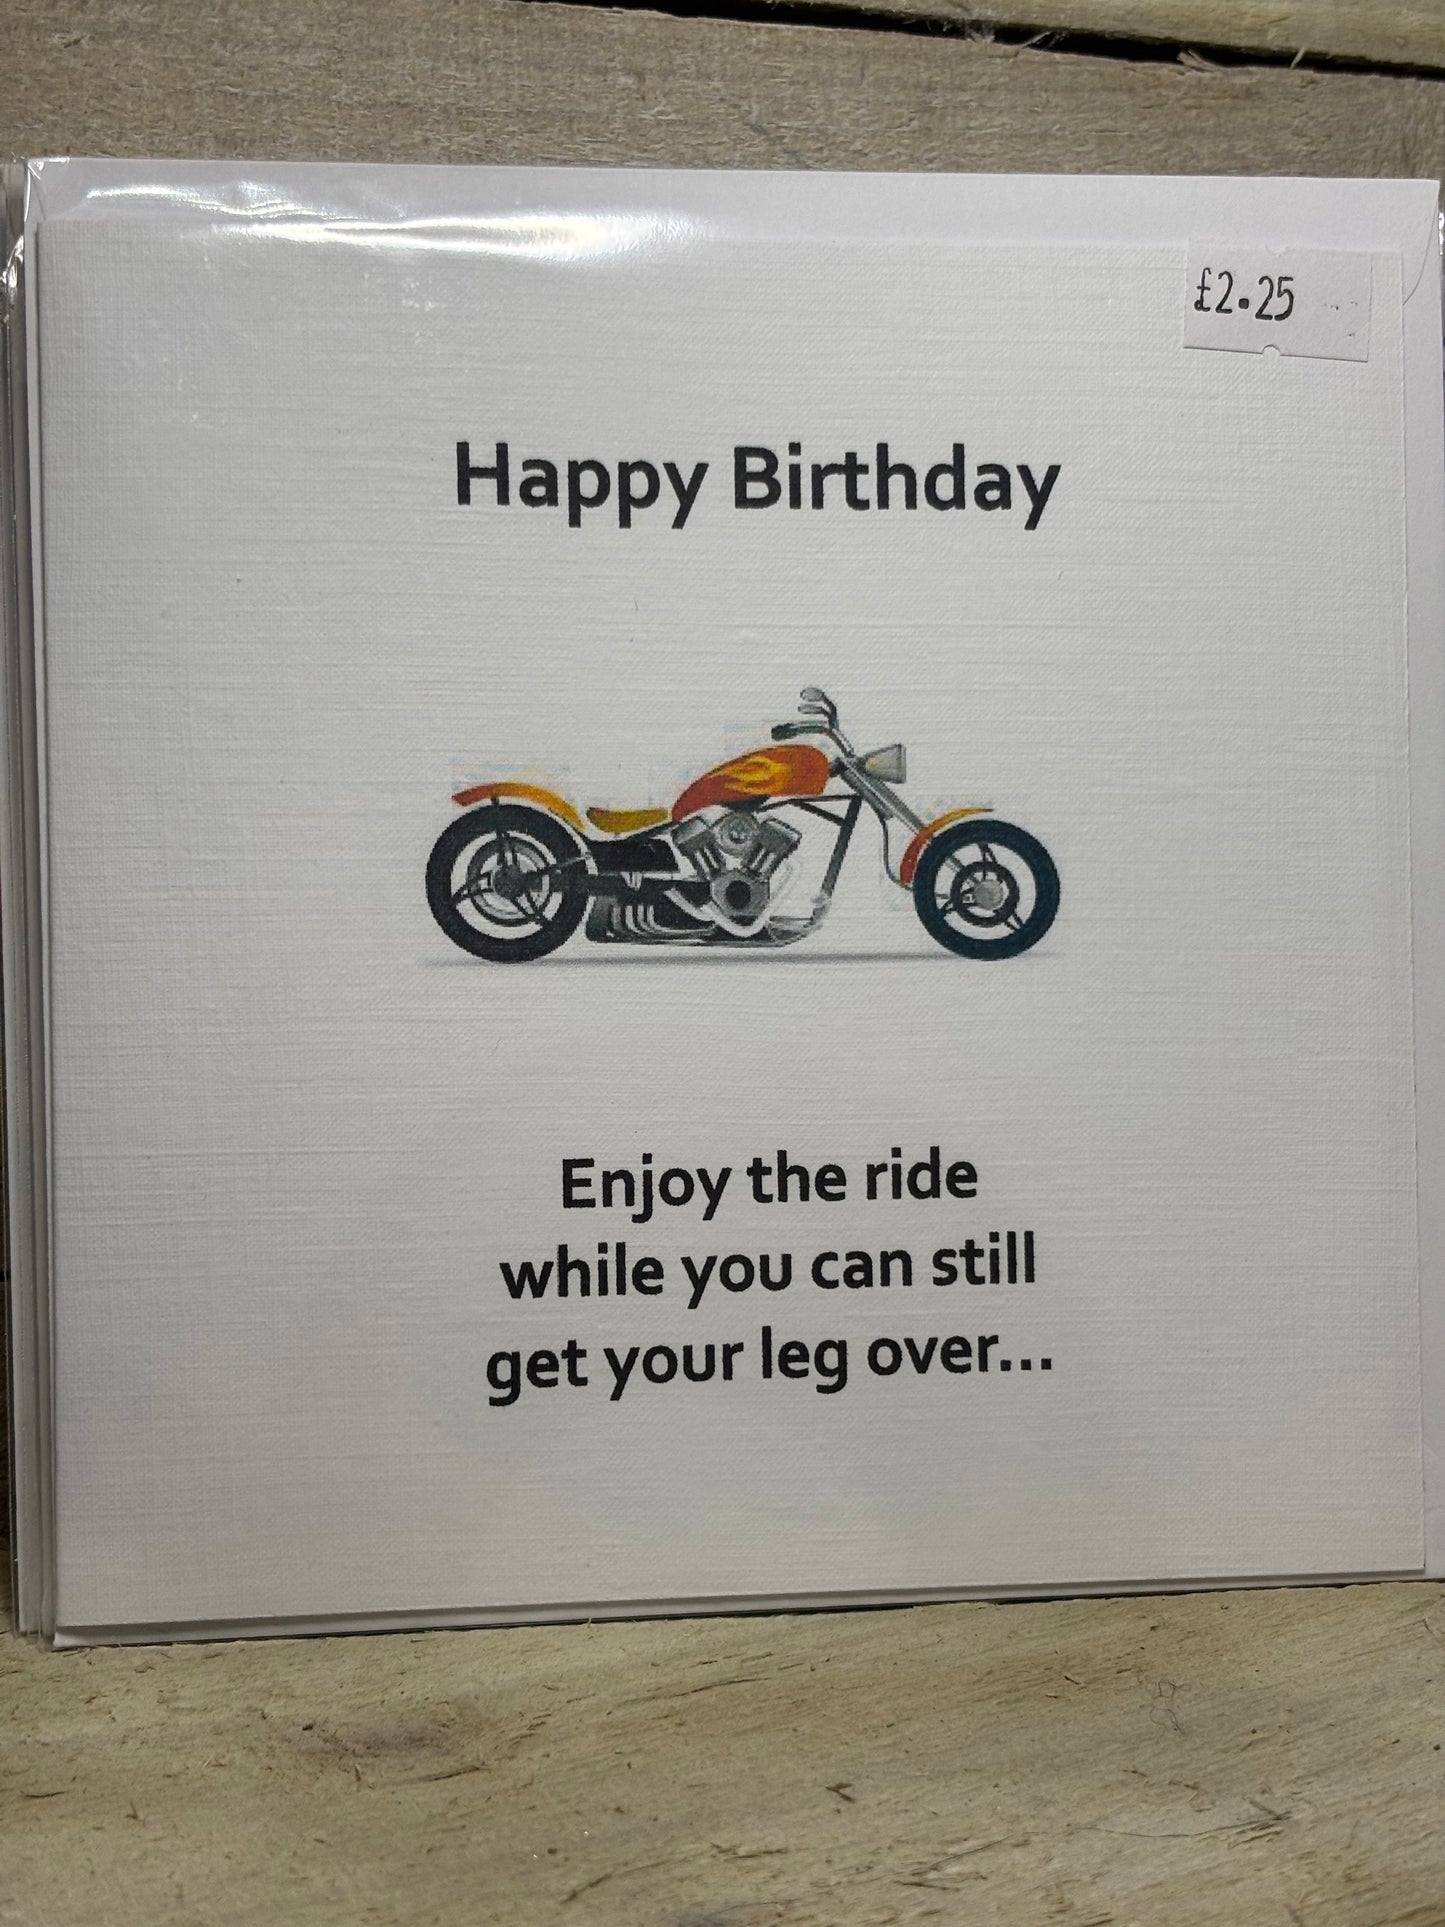 £2.25
Happy Birthday
Enjoy the ride
while you can still
get your leg over...